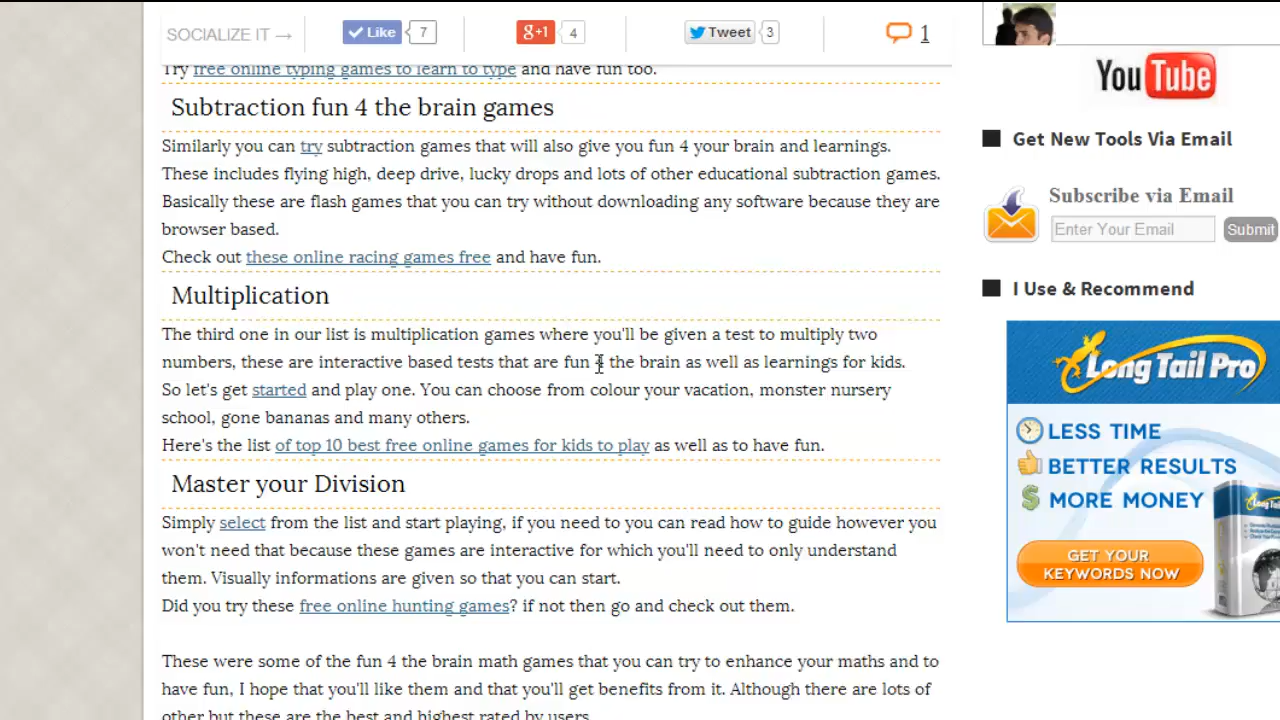 SOCIALIZE IT →
Like 7
g+1 4
Tweet 3
1
Try free online typing games to learn to type and have fun too.
Subtraction fun 4 the brain games
Similarly you can try subtraction games that will also give you fun 4 your brain and learnings.
These includes flying high, deep drive, lucky drops and lots of other educational subtraction games.
Basically these are flash games that you can try without downloading any software because they are
browser based.
Check out these online racing games free and have fun.
Multiplication
The third one in our list is multiplication games where you'll be given a test to multiply two
numbers, these are interactive based tests that are fun 4 the brain as well as learnings for kids.
So let's get started and play one. You can choose from colour your vacation, monster nursery
school, gone bananas and many others.
Here's the list of top 10 best free online games for kids to play as well as to have fun.
Master your Division
Simply select from the list and start playing, if you need to you can read how to guide however you
won't need that because these games are interactive for which you'll need to only understand
them. Visually informations are given so that you can start.
Did you try these free online hunting games? if not then go and check out them.
These were some of the fun 4 the brain math games that you can try to enhance your maths and to
have fun, I hope that you'll like them and that you'll get benefits from it. Although there are lots of
other but these are the best and highest rated by users.
YouTube
Get New Tools Via Email
Subscribe via Email
Enter Your Email
Submit
I Use & Recommend
Long Tail Pro
LESS TIME
BETTER RESULTS
MORE MONEY
GET YOUR
KEYWORDS NOW